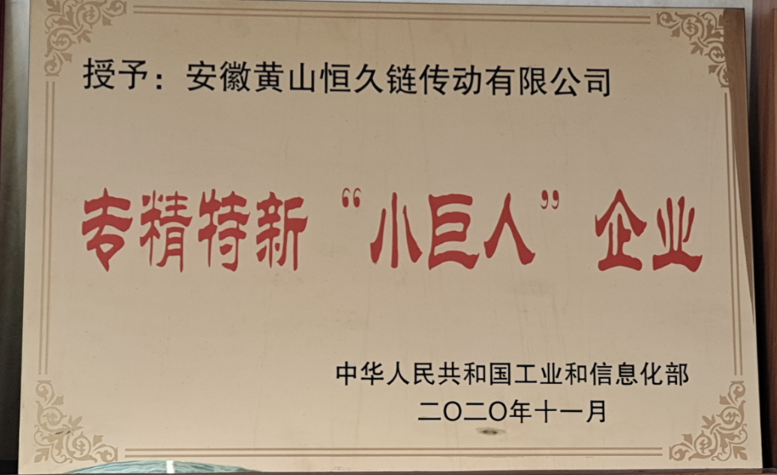 授予：安徽黄山恒久链传动有限公司
专精特新“小巨人”企业
中华人民共和国工业和信息化部
二〇二〇年十一月